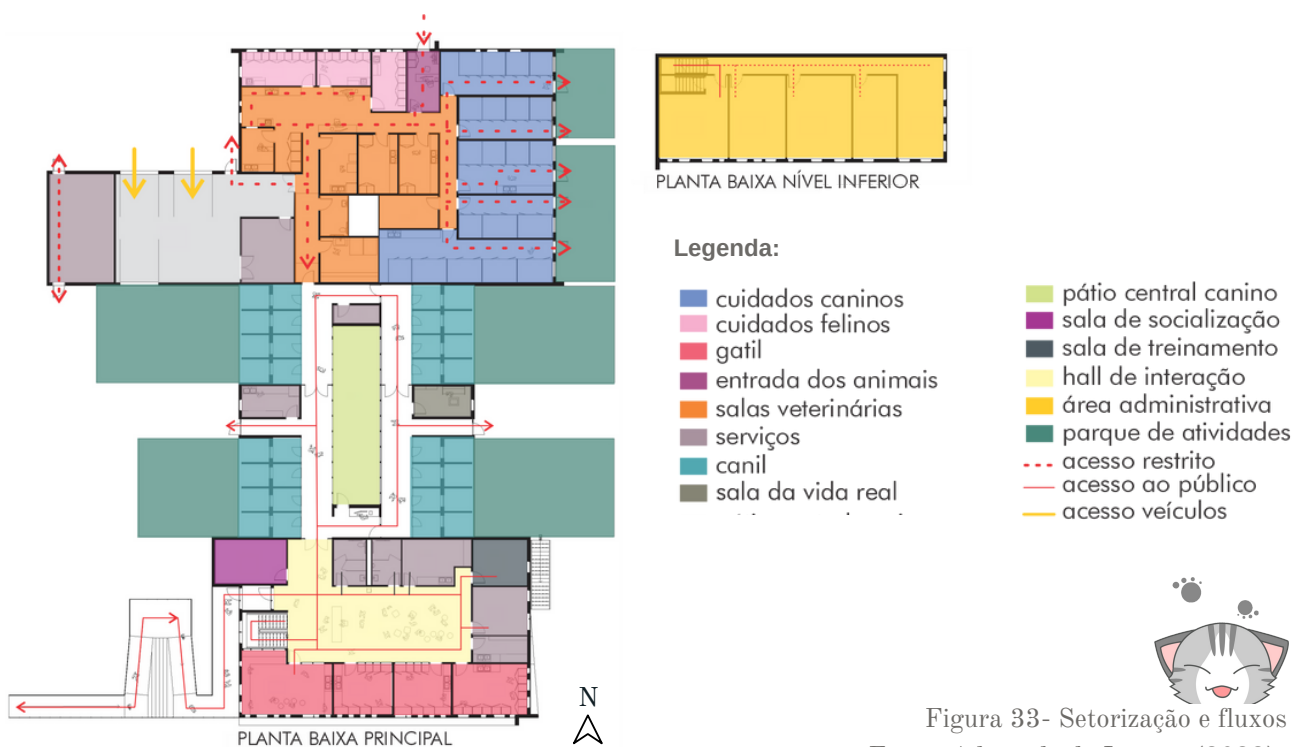 PLANTA BAIXA NÍVEL INFERIOR
Legenda:
cuidados caninos
cuidados felinos
gatil
entrada dos animais
salas veterinárias
serviços
canil
sala da vida real
pátio central canino
sala de socialização
sala de treinamento
hall de interação
área administrativa
parque de atividades
acesso restrito
acesso ao público
acesso veículos
N
PLANTA BAIXA PRINCIPAL
Figura 33- Setorização e fluxos